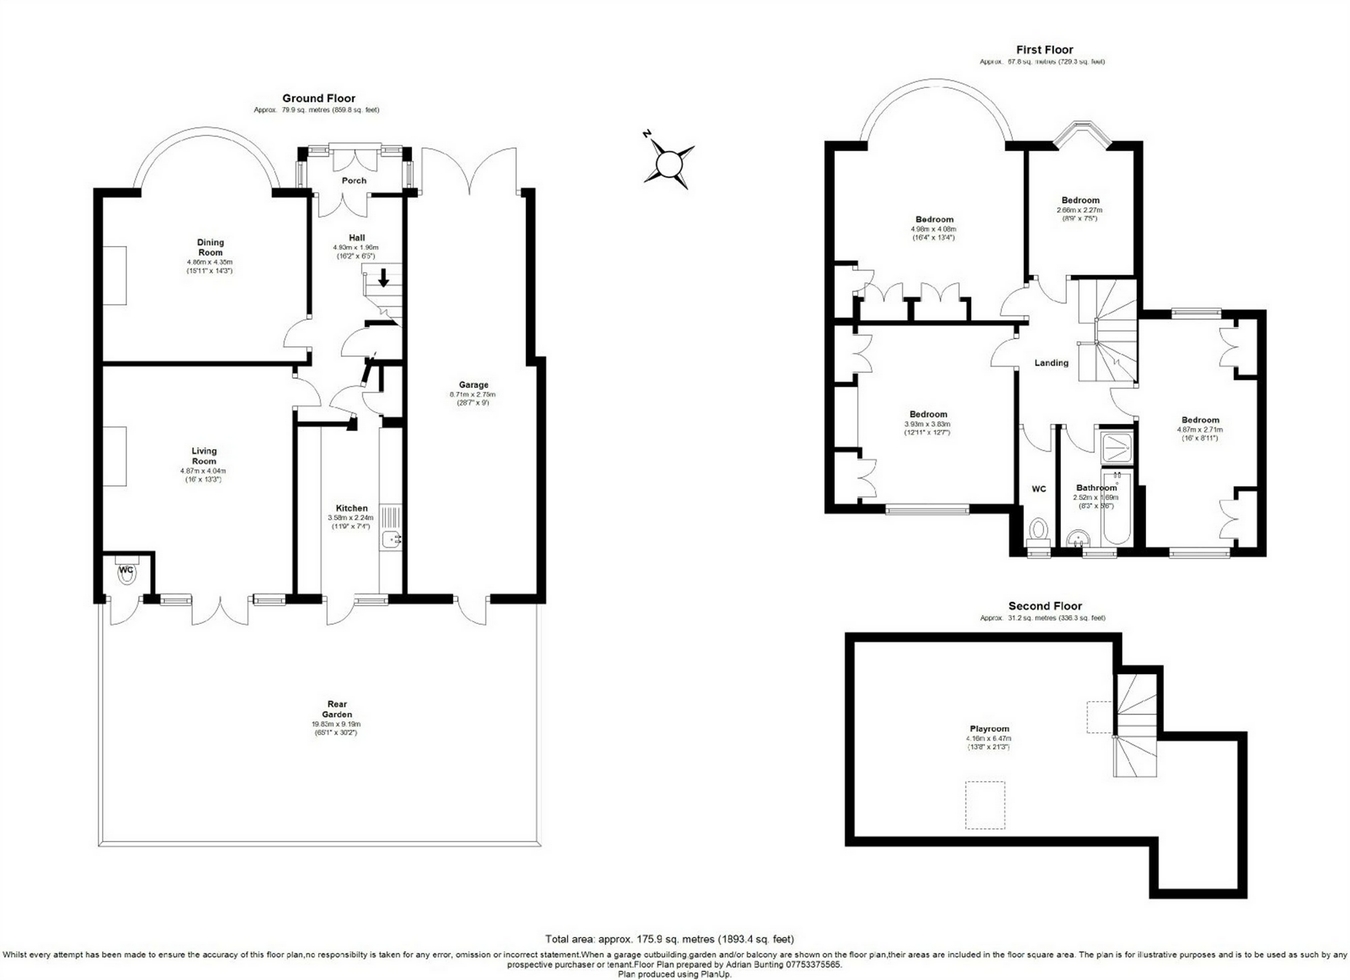 First Floor
Approx. 67.8 sq. metres (729.3 sq. feet)
Ground Floor
Approx. 79.9 sq. metres (859.8 sq. feet)
N
Porch
Hall
4.93m x 1.96m
(16'2" x 6'5")
Dining
Room
4.86m x 4.35m
(15'11" x 14'3")
Garage
8.71m x 2.75m
(28'7" x 9')
Living
Room
4.87m x 4.04m
(16' x 13'3")
Kitchen
3.58m x 2.24m
(11'9" x 7'4")
WC
Rear
Garden
19.83m x 9.19m
(65'1" x 30'2")
Bedroom
4.98m x 4.08m
(16'4" x 13'4")
Bedroom
2.66m x 2.27m
(8'9" x 7'5")
Landing
Bedroom
3.93m x 3.83m
(12'11" x 12'7")
Bedroom
4.87m x 2.71m
(16' x 8'11")
WC
Bathroom
2.52m x 1.69m
(8'3" x 5'6")
Second Floor
Approx. 31.2 sq. metres (336.3 sq. feet)
Playroom
4.16m x 6.47m
(13'8" x 21'3")
Total area: approx. 175.9 sq. metres (1893.4 sq. feet)
Whilst every attempt has been made to ensure the accuracy of this floor plan,no responsibilty is taken for any error, omission or incorrect statement.When a garage outbuilding,garden and/or balcony are shown on the floor plan,their areas are included in the floor square area. The plan is for illustrative purposes and is to be used as such by any
prospective purchaser or tenant.Floor Plan prepared by Adrian Bunting 07753375565.
Plan produced using PlanUp.